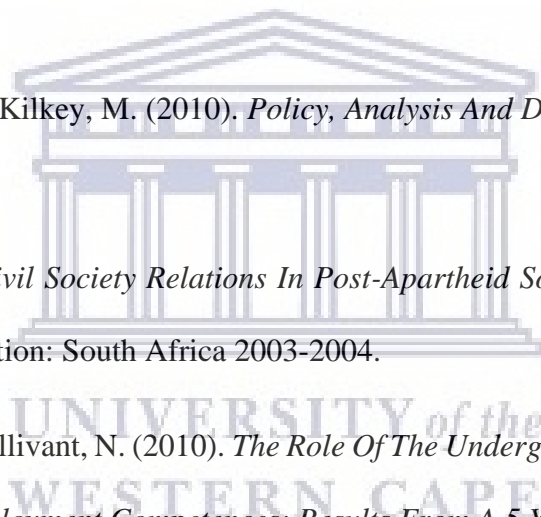 Kilkey, M. (2010). Policy, Analysis And D
ivil Society Relations In Post-Apartheid So
tion: South Africa 2003-2004.
UNIVERSITY of the
llivant, N. (2010). The Role Of The Underg
WESTERN CAPE
loyment Competences: Results From A 5-Y